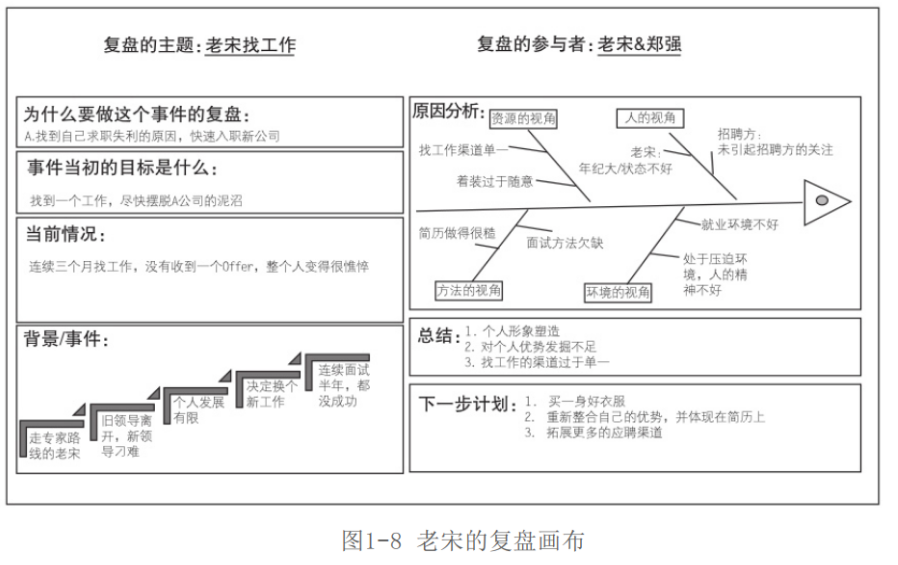 复盘的主题：老宋找工作
复盘的参与者：老宋&郑强
为什么要做这个事件的复盘：
A.找到自己求职失利的原因，快速入职新公司
事件当初的目标是什么：
找到一个工作，尽快摆脱A公司的泥沼
当前情况：
连续三个月找工作，没有收到一个Offer，整个人变得很憔悴
背景/事件：
走专家路
线的老宋
旧领导离
开，新领
导刁难
个人发展
有限
决定换个
新工作
连续面试
半年，都
没成功
原因分析：
资源的视角
找工作渠道单一
着装过于随意
人的视角
老宋：
年纪大/状态不好
招聘方：
未引起招聘方的关注
简历做得很糙
面试方法欠缺
方法的视角
就业环境不好
处于压迫环
境，人的精
神不好
环境的视角
总结：
1. 个人形象塑造
2. 对个人优势发掘不足
3. 找工作的渠道过于单一
下一步计划：
1. 买一身好衣服
2. 重新整合自己的优势，并体现在简历上
3. 拓展更多的应聘渠道
图1-8 老宋的复盘画布